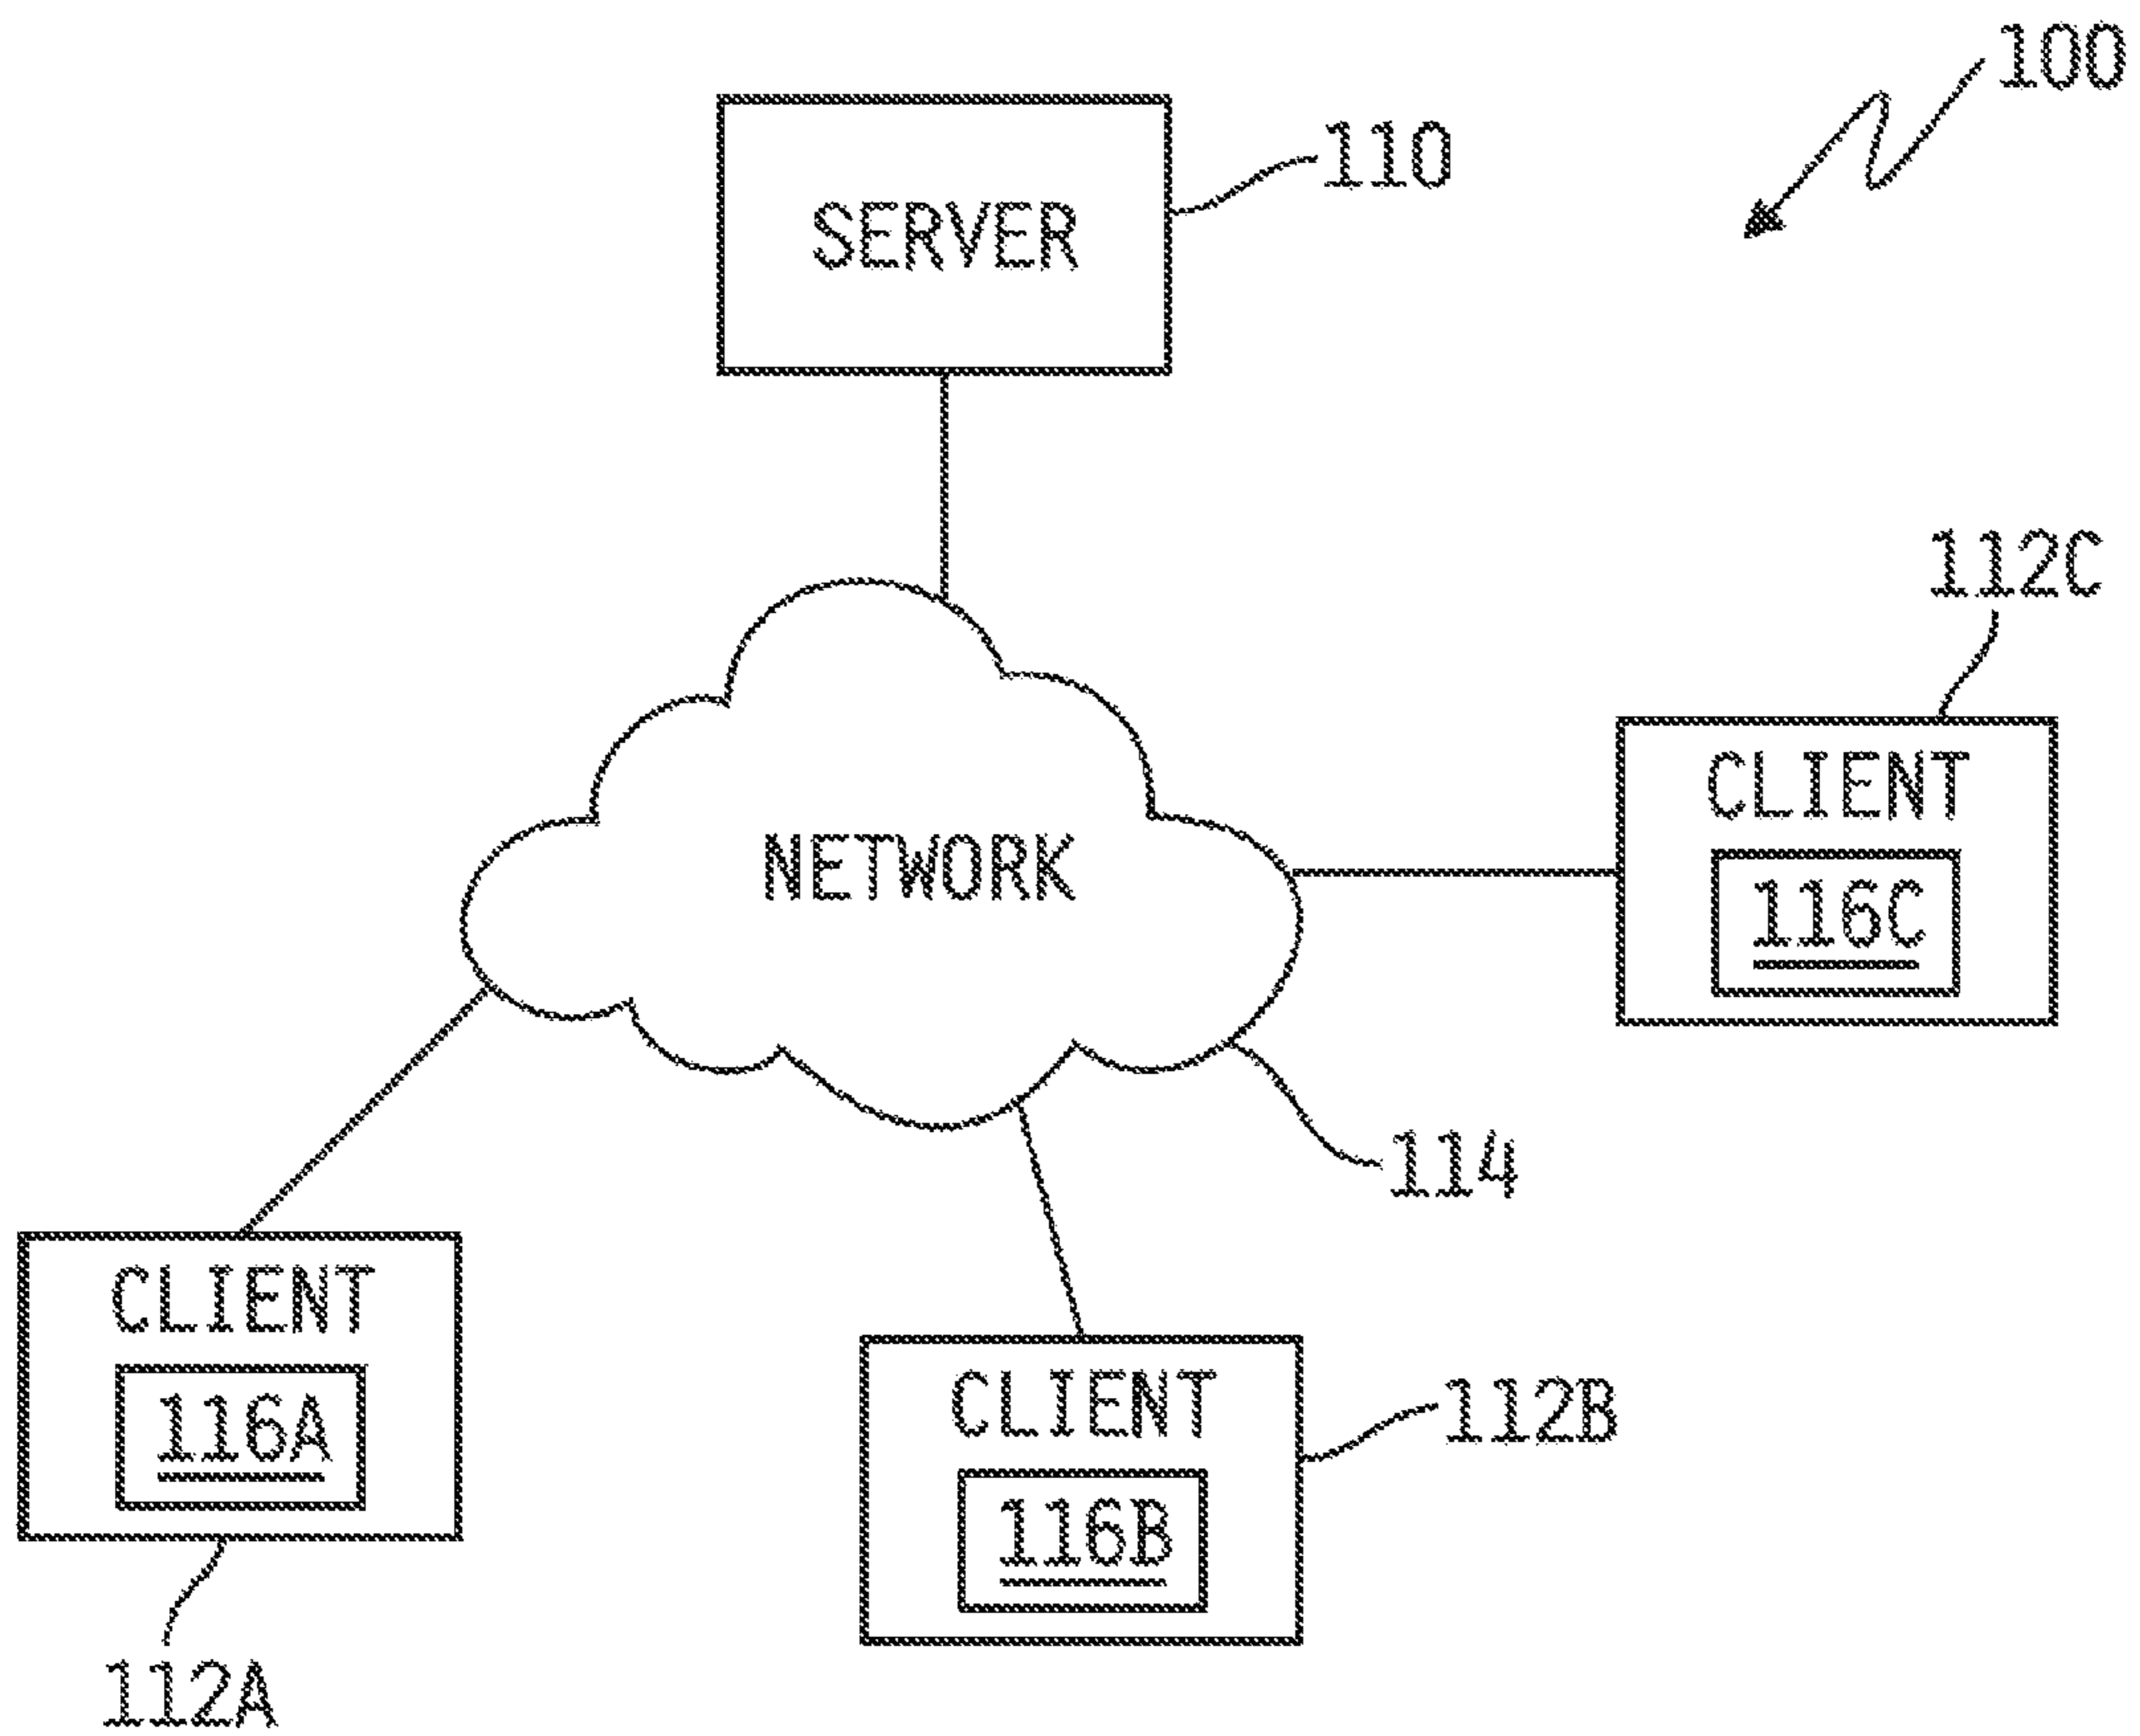 100
110
SERVER
112C
CLIENT
116C
NETWORK
114
CLIENT
116A
112A
CLIENT
116B
112B